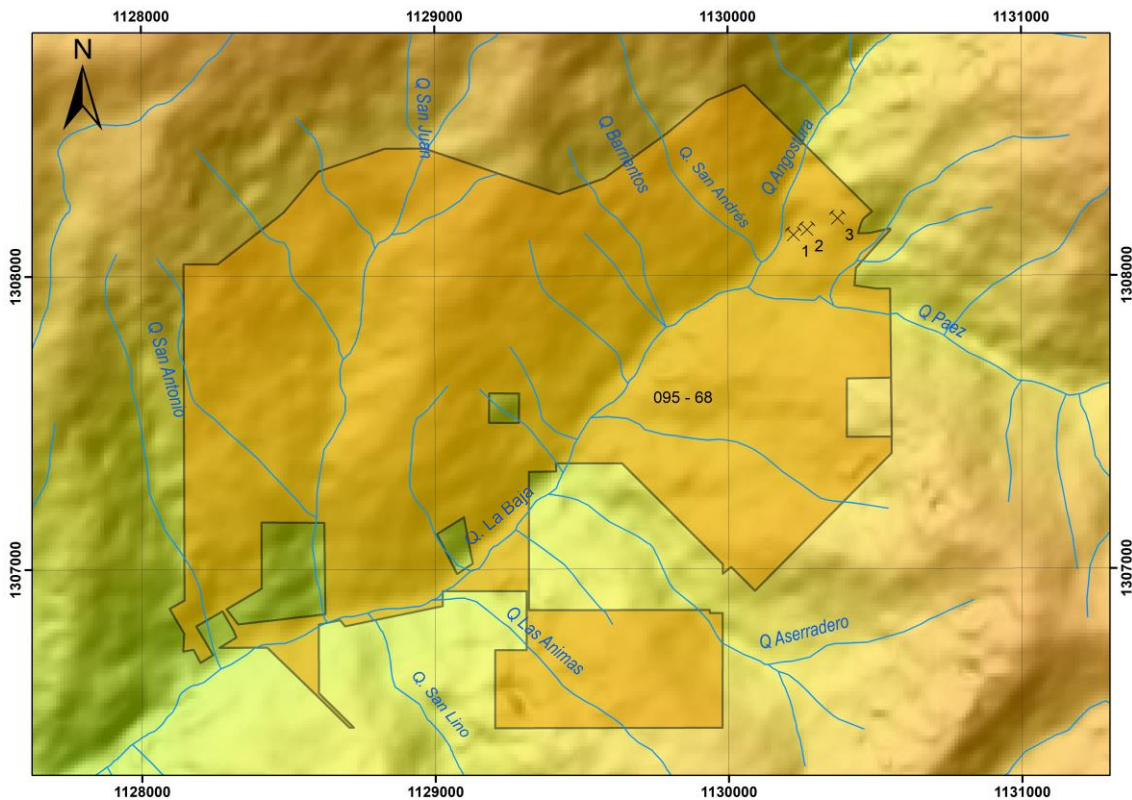 1128000
1129000
1130000
1131000
N
Q San Juan
Q Barrientos
Q. San Andrés
Q Angostura
3
2
1
1308000
1308000
Q Paez
Q San Antonio
095 - 68
Q. La Baja
1307000
1307000
Q Las Animas
Q Aserradero
Q. San Lino
1128000
1129000
1130000
1131000